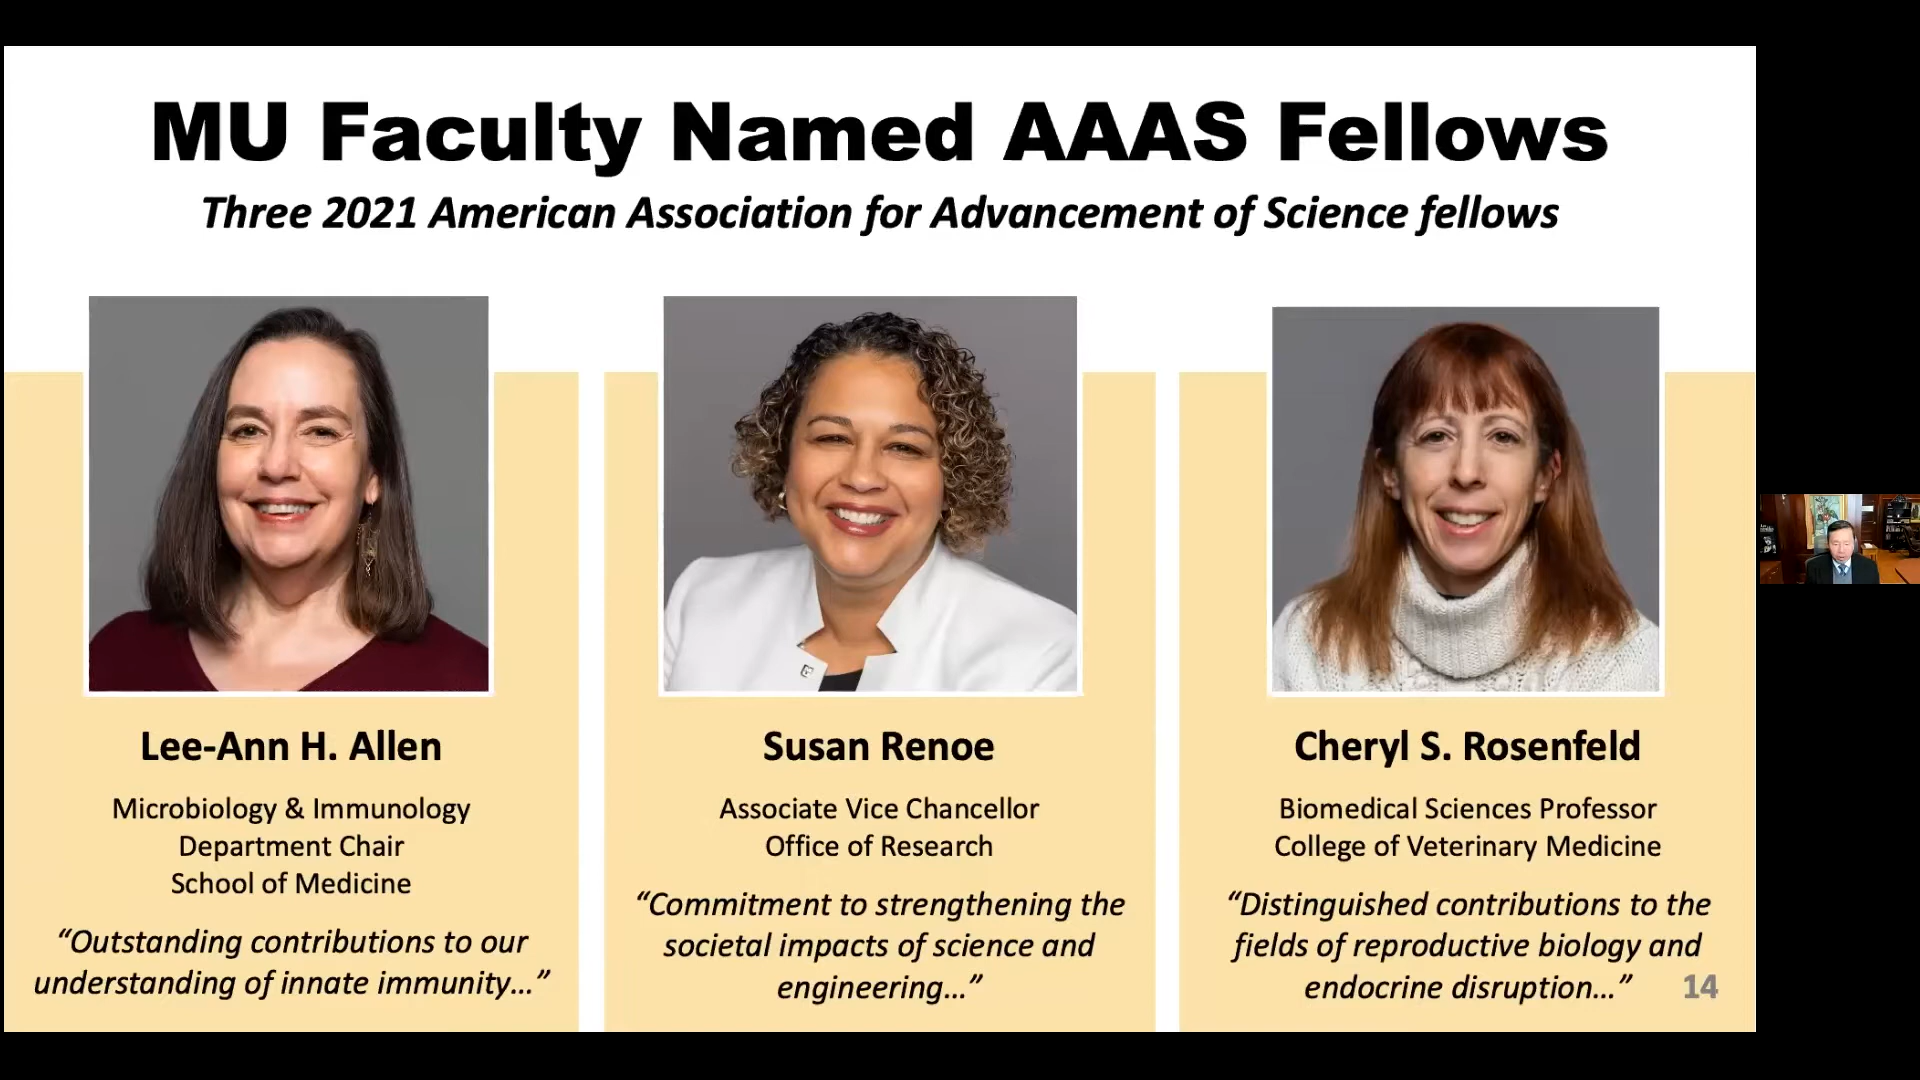 MU Faculty Named AAAS Fellows
Three 2021 American Association for Advancement of Science fellows
Lee-Ann H. Allen
Microbiology & Immunology
Department Chair
School of Medicine
“Outstanding contributions to our
understanding of innate immunity...”
Susan Renoe
Associate Vice Chancellor
Office of Research
“Commitment to strengthening the
societal impacts of science and
engineering...”
Cheryl S. Rosenfeld
Biomedical Sciences Professor
College of Veterinary Medicine
“Distinguished contributions to the
fields of reproductive biology and
endocrine disruption...”
14